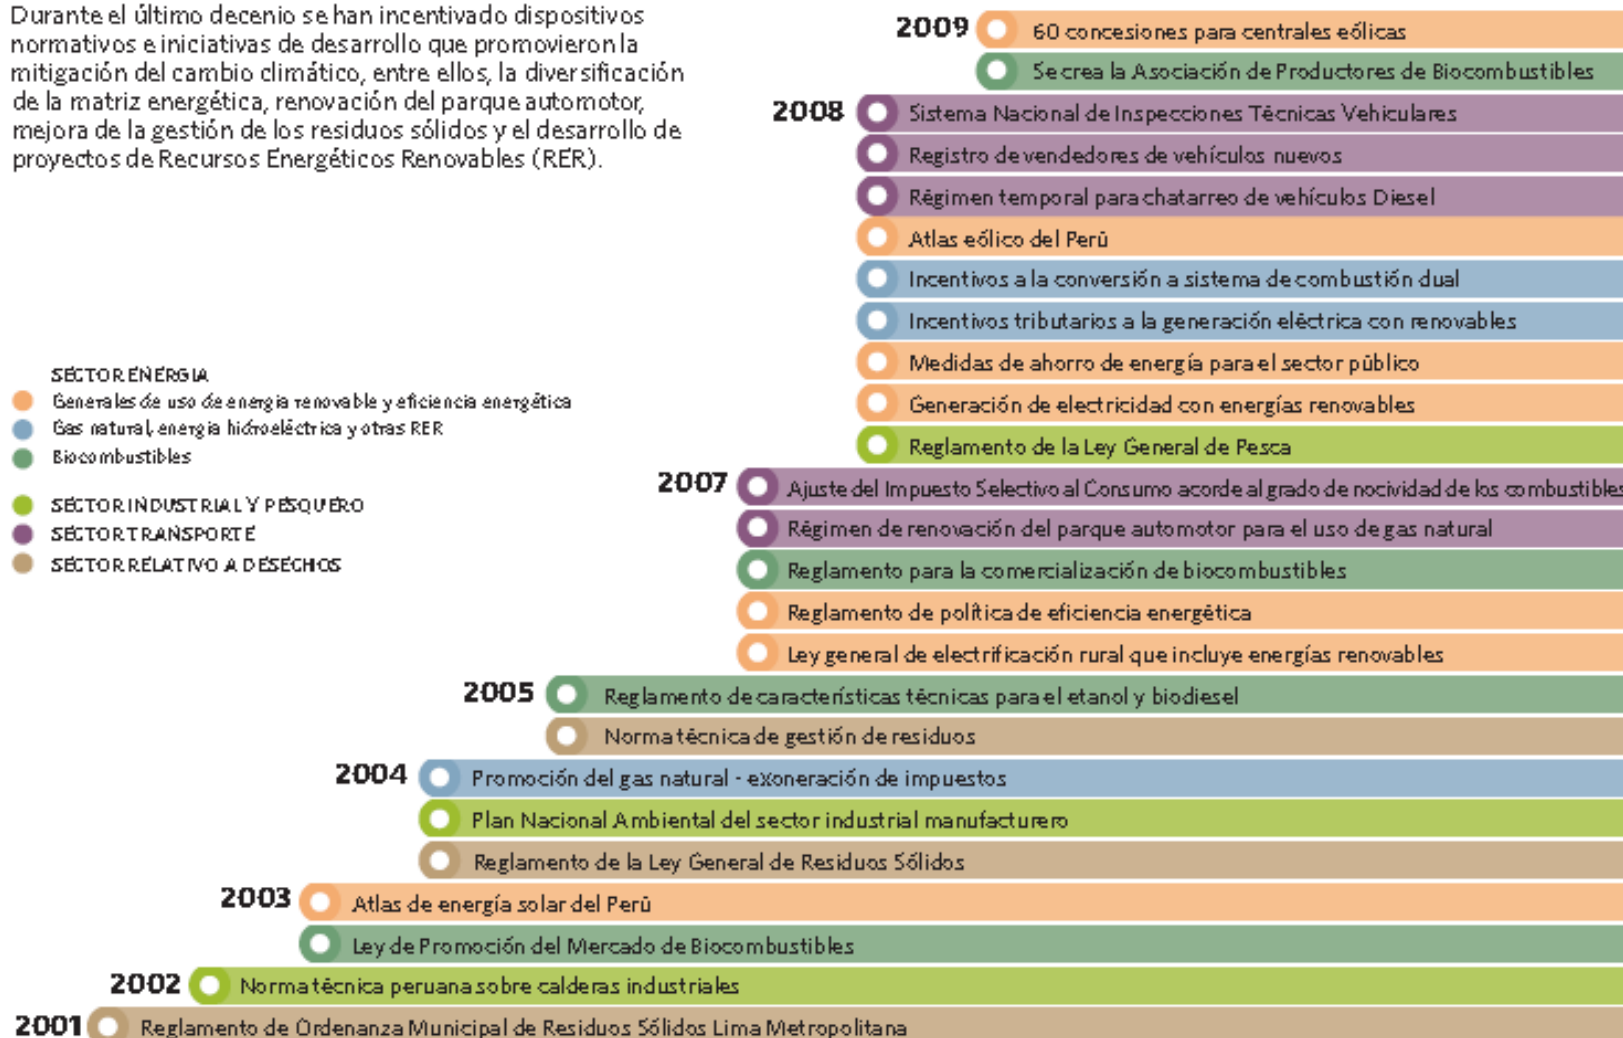 Durante el último decenio se han incentivado dispositivos
normativos e iniciativas de desarrollo que promovieron la
mitigación del cambio climático, entre ellos, la diversificación
de la matriz energética, renovación del parque automotor,
mejora de la gestión de los residuos sólidos y el desarrollo de
proyectos de Recursos Energéticos Renovables (RER).
SECTOR ENERGIA
Generales de uso de energia renovable y eficiencia energética
Gas natural, energia hidroeléctrica y otras RER
Biocombustibles
SECTOR INDUSTRIAL Y PESQUERO
SECTOR TRANSPORTE
SECTOR RELATIVO A DESECHOS
2009 60 concesiones para centrales eólicas
Se crea la Asociación de Productores de Biocombustibles
2008 Sistema Nacional de Inspecciones Técnicas Vehiculares
Registro de vendedores de vehículos nuevos
Régimen temporal para chatarreo de vehículos Diesel
Atlas eólico del Perú
Incentivos a la conversión a sistema de combustión dual
Incentivos tributarios a la generación eléctrica con renovables
Medidas de ahorro de energía para el sector público
Generación de electricidad con energías renovables
Reglamento de la Ley General de Pesca
2007 Ajuste del Impuesto Selectivo al Consumo acorde al grado de nocividad de los combustibles
Régimen de renovación del parque automotor para el uso de gas natural
Reglamento para la comercialización de biocombustibles
Reglamento de política de eficiencia energética
Ley general de electrificación rural que incluye energías renovables
2005 Reglamento de características técnicas para el etanol y biodiesel
Norma técnica de gestión de residuos
2004 Promoción del gas natural - exoneración de impuestos
Plan Nacional Ambiental del sector industrial manufacturero
Reglamento de la Ley General de Residuos Sólidos
2003 Atlas de energía solar del Perú
Ley de Promoción del Mercado de Biocombustibles
2002 Norma técnica peruana sobre calderas industriales
2001 Reglamento de Ordenanza Municipal de Residuos Sólidos Lima Metropolitana